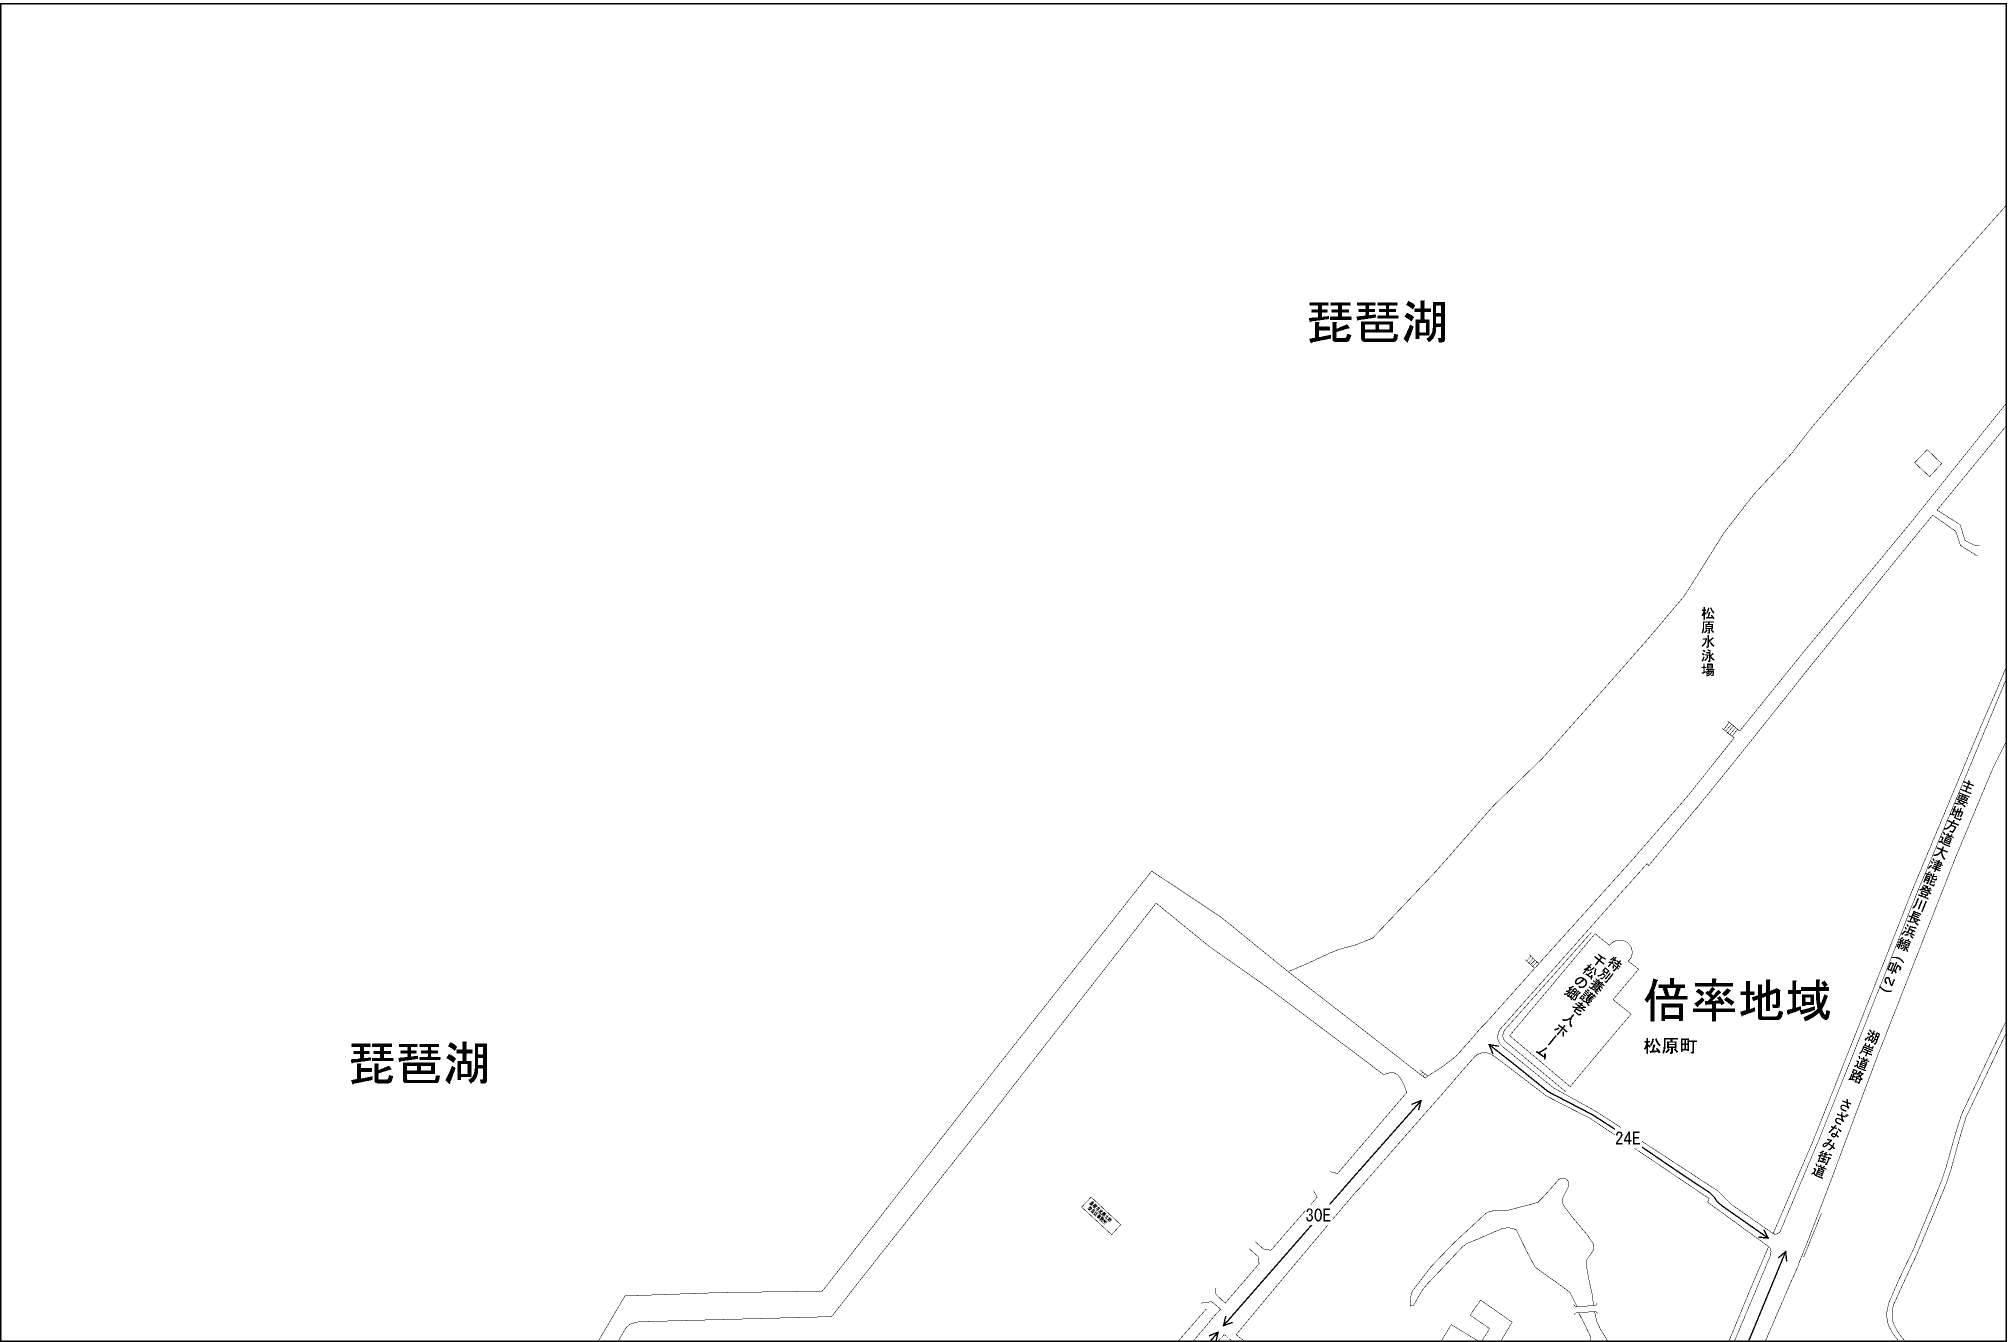 琵琶湖
松原水泳場
主要地方道大津能登川長浜線（2号）　湖岸道路　さざなみ街道
特別養護老人ホーム
千松の郷
倍率地域
松原町
琵琶湖
24E
30E